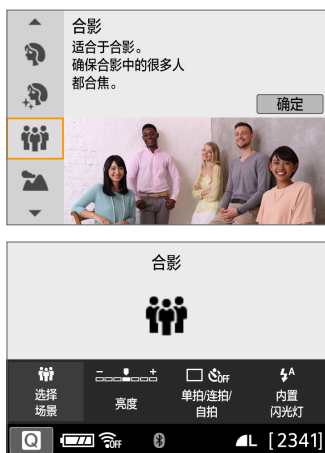 合影
适合于合影。
确保合影中的很多人
都合焦。
确定
合影
- +
OFF
A
选择
场景
亮度
单拍/连拍/
自拍
内置
闪光灯
Q OFF L [2341]